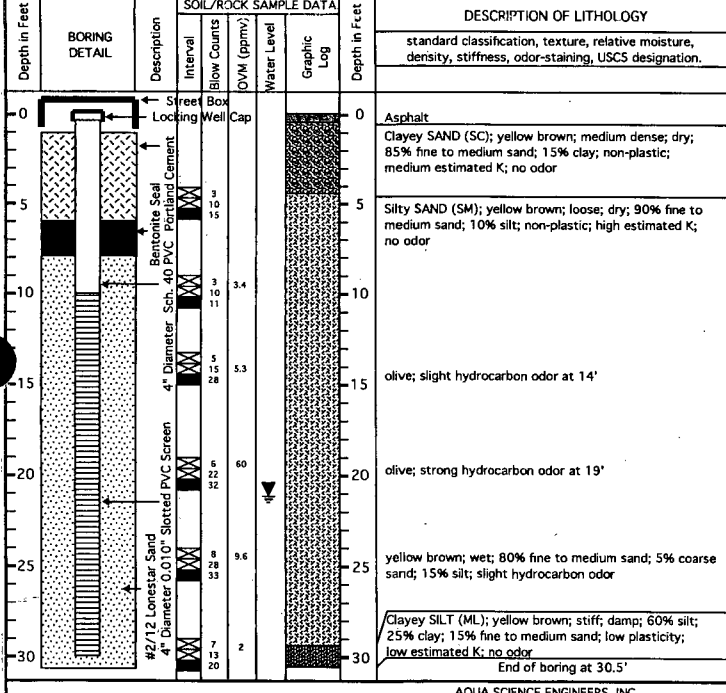 SOIL/ROCK SAMPLE DATA
Depth in Feet
BORING
DETAIL
Description
Interval
Blow Counts
OVM (ppmv)
Water Level
Graphic
Log
Depth in Feet
DESCRIPTION OF LITHOLOGY
standard classification, texture, relative moisture,
density, stiffness, odor-staining, USCS designation.
Street Box
Locking Well Cap
0
5
10
15
20
25
30
Portland Cement
Bentonite Seal
4" Diameter Sch. 40 PVC
4" Diameter 0.010" Slotted PVC Screen
#2/12 Lonestar Sand
3
10
15
3
10
11
3.4
5
15
28
5.3
6
22
32
60
8
28
33
9.6
7
13
20
2
0
5
10
15
20
25
30
Asphalt
Clayey SAND (SC); yellow brown; medium dense; dry;
85% fine to medium sand; 15% clay; non-plastic;
medium estimated K; no odor
Silty SAND (SM); yellow brown; loose; dry; 90% fine to
medium sand; 10% silt; non-plastic; high estimated K;
no odor
olive; slight hydrocarbon odor at 14'
olive; strong hydrocarbon odor at 19'
yellow brown; wet; 80% fine to medium sand; 5% coarse
sand; 15% silt; slight hydrocarbon odor
Clayey SILT (ML); yellow brown; stiff; damp; 60% silt;
25% clay; 15% fine to medium sand; low plasticity;
low estimated K; no odor
End of boring at 30.5'
AQUA SCIENCE ENGINEERS, INC.